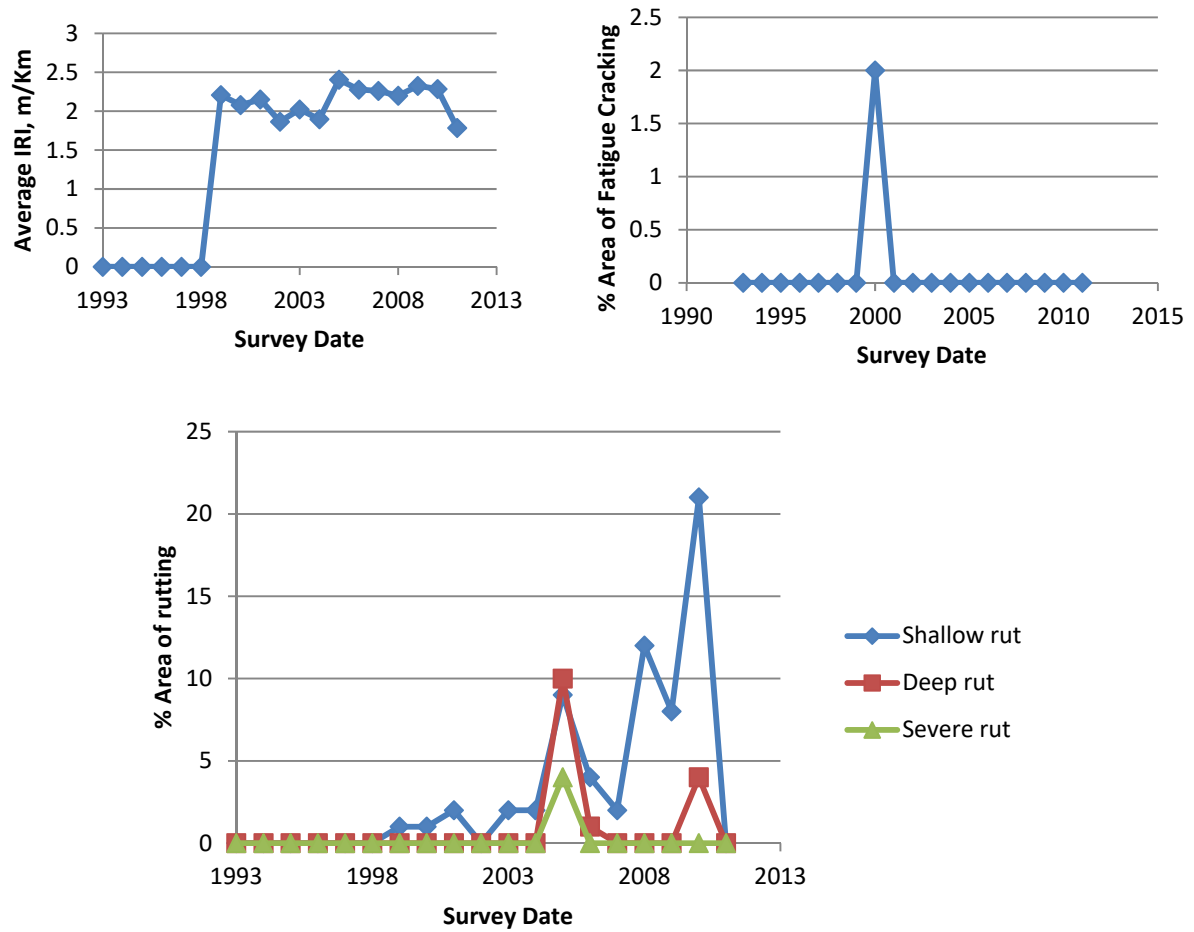 Average IRI, m/Km
3
2.5
2
1.5
1
0.5
0
1993 1998 2003 2008 2013
Survey Date
% Area of Fatigue Cracking
2.5
2
1.5
1
0.5
0
1990 1995 2000 2005 2010 2015
Survey Date
% Area of rutting
25
20
15
10
5
0
1993 1998 2003 2008 2013
Survey Date
Shallow rut
Deep rut
Severe rut